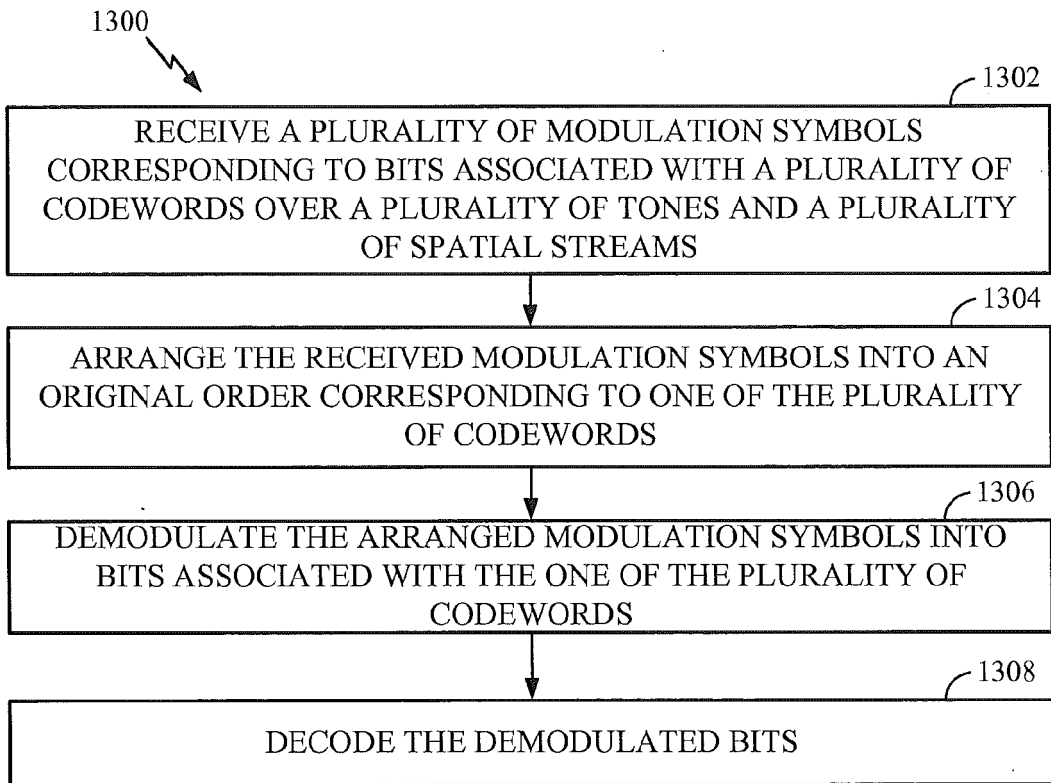 1300
1302
RECEIVE A PLURALITY OF MODULATION SYMBOLS
CORRESPONDING TO BITS ASSOCIATED WITH A PLURALITY OF
CODEWORDS OVER A PLURALITY OF TONES AND A PLURALITY
OF SPATIAL STREAMS
1304
ARRANGE THE RECEIVED MODULATION SYMBOLS INTO AN
ORIGINAL ORDER CORRESPONDING TO ONE OF THE PLURALITY
OF CODEWORDS
1306
DEMODULATE THE ARRANGED MODULATION SYMBOLS INTO
BITS ASSOCIATED WITH THE ONE OF THE PLURALITY OF
CODEWORDS
1308
DECODE THE DEMODULATED BITS